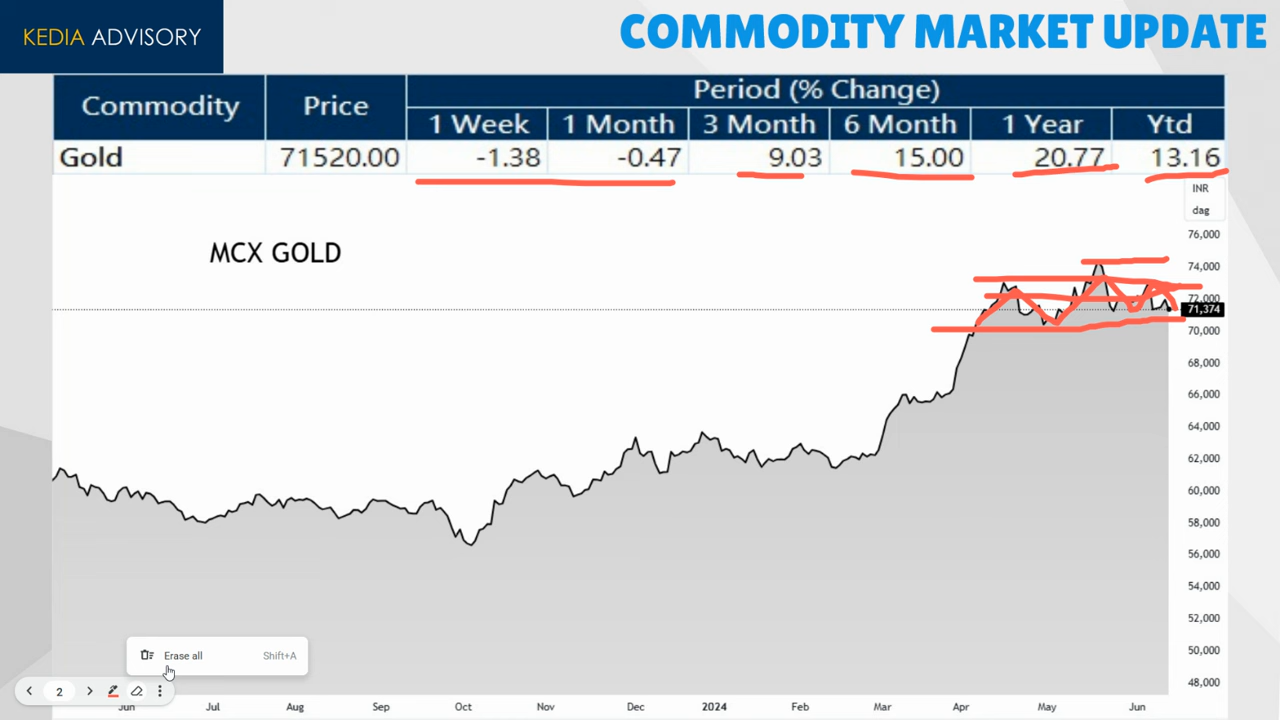 KEDIA ADVISORY
COMMODITY MARKET UPDATE
Commodity Price Period (% Change)
1 Week 1 Month 3 Month 6 Month 1 Year Ytd
Gold 71520.00 -1.38 -0.47 9.03 15.00 20.77 13.16
INR
dag
MCX GOLD
76,000
74,000
72,000
71,374
70,000
68,000
66,000
64,000
62,000
60,000
58,000
56,000
54,000
52,000
50,000
48,000
Erase all Shift+A
2
Jun Jul Aug Sep Oct Nov Dec 2024 Feb Mar Apr May Jun